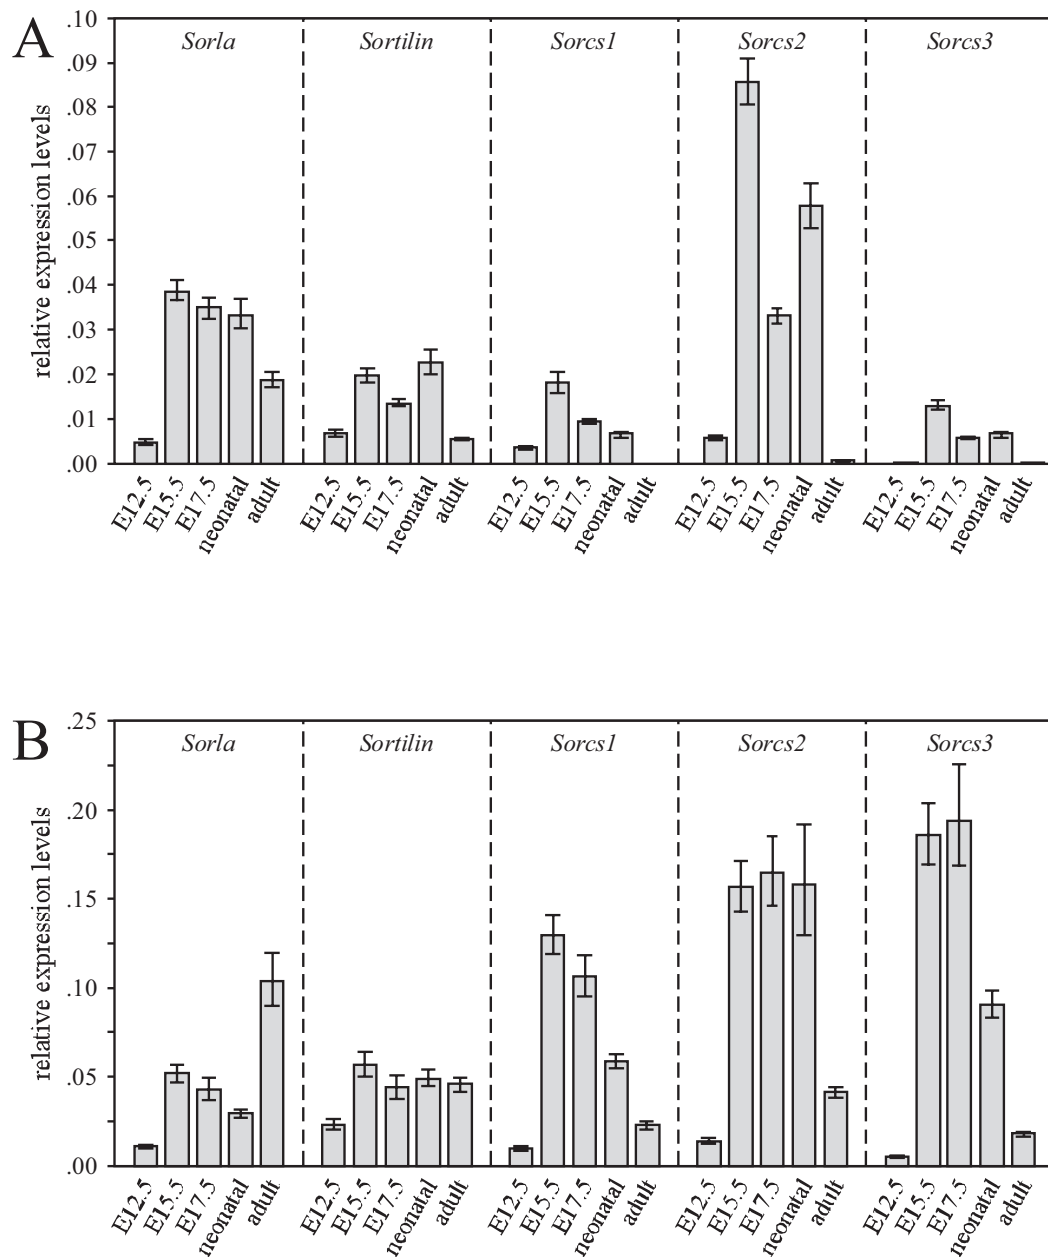 A
Sorla Sortilin Sorcs1 Sorcs2 Sorcs3
relative expression levels
.10
.09
.08
.07
.06
.05
.04
.03
.02
.01
.00
E12.5 E15.5 E17.5 neonatal adult E12.5 E15.5 E17.5 neonatal adult E12.5 E15.5 E17.5 neonatal adult E12.5 E15.5 E17.5 neonatal adult E12.5 E15.5 E17.5 neonatal adult
B
Sorla Sortilin Sorcs1 Sorcs2 Sorcs3
relative expression levels
.25
.20
.15
.10
.05
.00
E12.5 E15.5 E17.5 neonatal adult E12.5 E15.5 E17.5 neonatal adult E12.5 E15.5 E17.5 neonatal adult E12.5 E15.5 E17.5 neonatal adult E12.5 E15.5 E17.5 neonatal adult